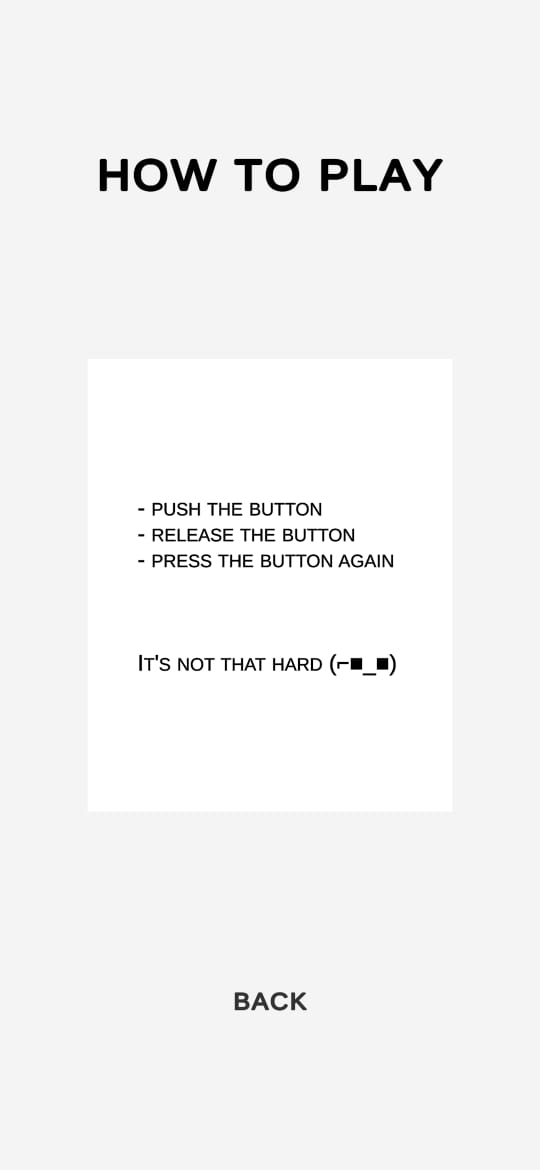 HOW TO PLAY
- PUSH THE BUTTON
- RELEASE THE BUTTON
- PRESS THE BUTTON AGAIN
IT'S NOT THAT HARD (⌐■_■)
BACK